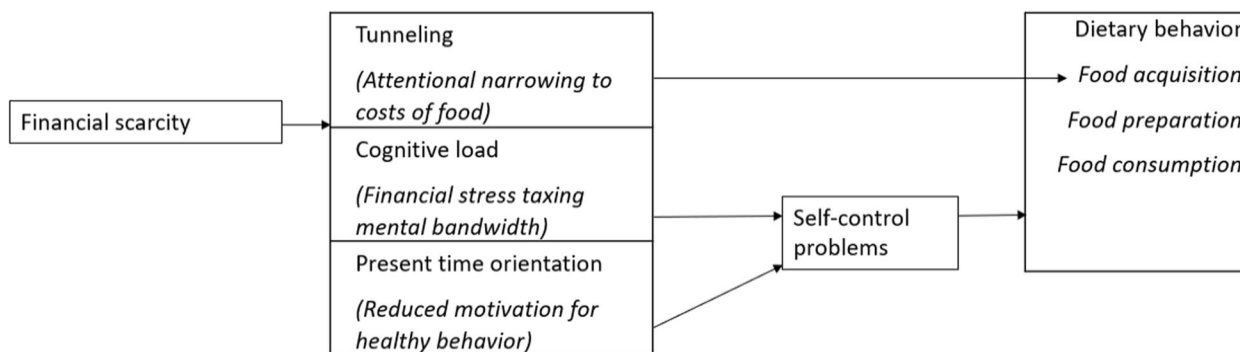 Financial scarcity
Tunneling
(Attentional narrowing to
costs of food)
Cognitive load
(Financial stress taxing
mental bandwidth)
Present time orientation
(Reduced motivation for
healthy behavior)
Self-control
problems
Dietary behavior
Food acquisition
Food preparation
Food consumption